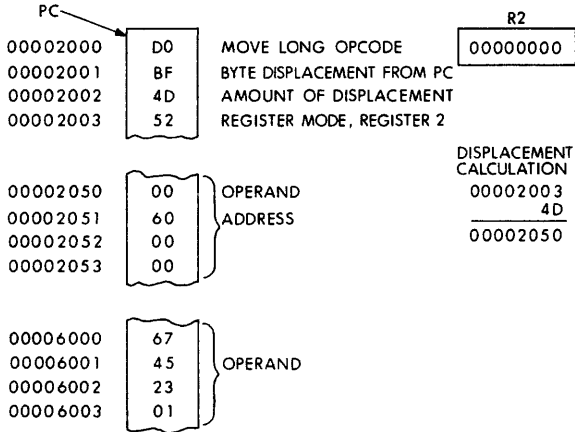 PC
R2
00002000 D0 MOVE LONG OPCODE 00000000
00002001 BF BYTE DISPLACEMENT FROM PC
00002002 4D AMOUNT OF DISPLACEMENT
00002003 52 REGISTER MODE, REGISTER 2
DISPLACEMENT
CALCULATION
00002003
4D
00002050
00002050 00 OPERAND
00002051 60 ADDRESS
00002052 00
00002053 00
00006000 67
00006001 45 OPERAND
00006002 23
00006003 01